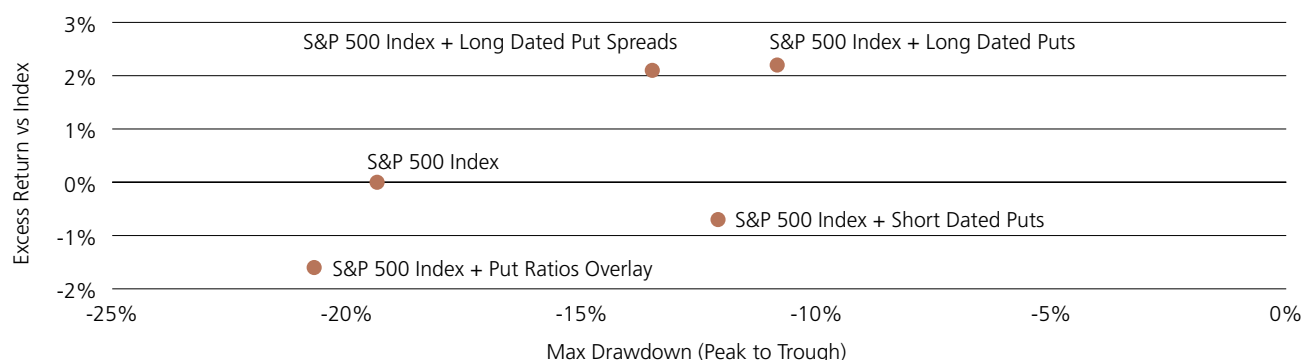 3%
S&P 500 Index + Long Dated Put Spreads
S&P 500 Index + Long Dated Puts
2%
1%
S&P 500 Index
0%
S&P 500 Index + Short Dated Puts
-1%
S&P 500 Index + Put Ratios Overlay
-2%
Excess Return vs Index
-25%
-20%
-15%
-10%
-5%
0%
Max Drawdown (Peak to Trough)